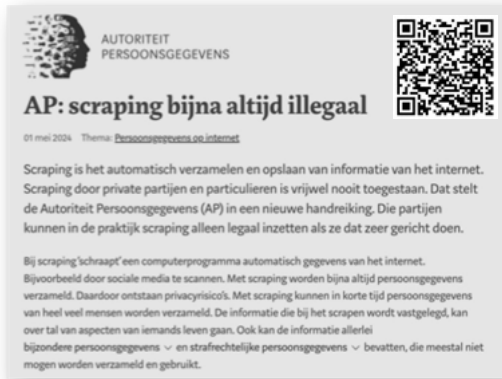 AUTORITEIT
PERSOONSGEGEVENS
AP: scraping bijna altijd illegaal
01 mei 2024 Thema: Persoonsgegevens op internet
Scraping is het automatisch verzamelen en opslaan van informatie van het internet.
Scraping door private partijen en particulieren is vrijwel nooit toegestaan. Dat stelt
de Autoriteit Persoonsgegevens (AP) in een nieuwe handreiking. Die partijen
kunnen in de praktijk scraping alleen legaal inzetten als ze dat zeer gericht doen.
Bij scraping 'schraapt' een computerprogramma automatisch gegevens van het internet.
Bijvoorbeeld door sociale media te scannen. Met scraping worden bijna altijd persoonsgegevens
verzameld. Daardoor ontstaan privacyrisico's. Met scraping kunnen in korte tijd persoonsgegevens
van heel veel mensen worden verzameld. De informatie die bij het scrapen wordt vastgelegd, kan
over tal van aspecten van iemands leven gaan. Ook kan de informatie allerlei
bijzondere persoonsgegevens en strafrechtelijke persoonsgegevens bevatten, die meestal niet
mogen worden verzameld en gebruikt.